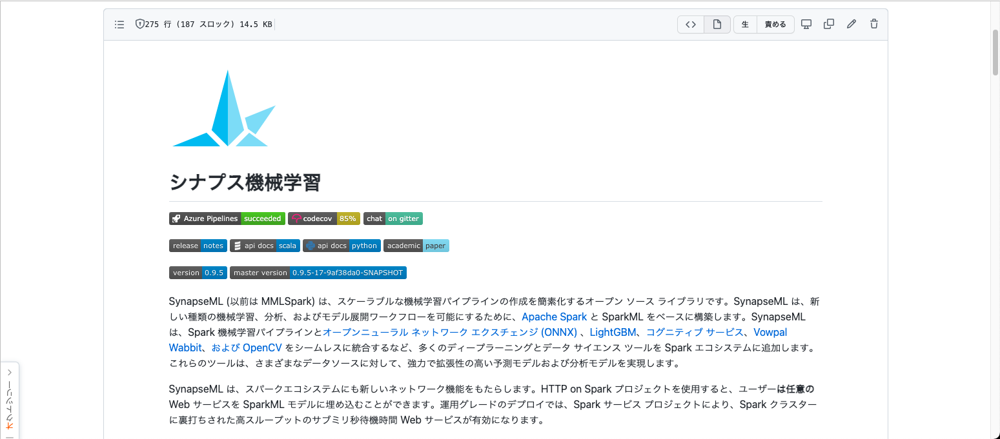 275 行 (187 スロック) 14.5 KB
生 責める
シナプス機械学習
Azure Pipelines succeeded codecov 85% chat on gitter
release notes api docs scala api docs python academic paper
version 0.9.5 master version 0.9.5-17-9af38da0-SNAPSHOT
SynapseML (以前は MMLSpark) は、スケーラブルな機械学習パイプラインの作成を簡素化するオープン ソース ライブラリです。SynapseML は、新
しい種類の機械学習、分析、およびモデル展開ワークフローを可能にするために、Apache Spark と SparkML をベースに構築します。SynapseML
は、Spark 機械学習パイプラインとオープンニューラル ネットワーク エクスチェンジ (ONNX) 、LightGBM、コグニティブ サービス、Vowpal
Wabbit、および OpenCV をシームレスに統合するなど、多くのディープラーニングとデータ サイエンス ツールを Spark エコシステムに追加します。
これらのツールは、さまざまなデータソースに対して、強力で拡張性の高い予測モデルおよび分析モデルを実現します。
SynapseML は、スパークエコシステムにも新しいネットワーク機能をもたらします。HTTP on Spark プロジェクトを使用すると、ユーザーは任意の
Web サービスを SparkML モデルに埋め込むことができます。運用グレードのデプロイでは、Spark サービス プロジェクトにより、Spark クラスター
に裏打ちされた高スループットのサブミリ秒待機時間 Web サービスが有効になります。
オクトツリー